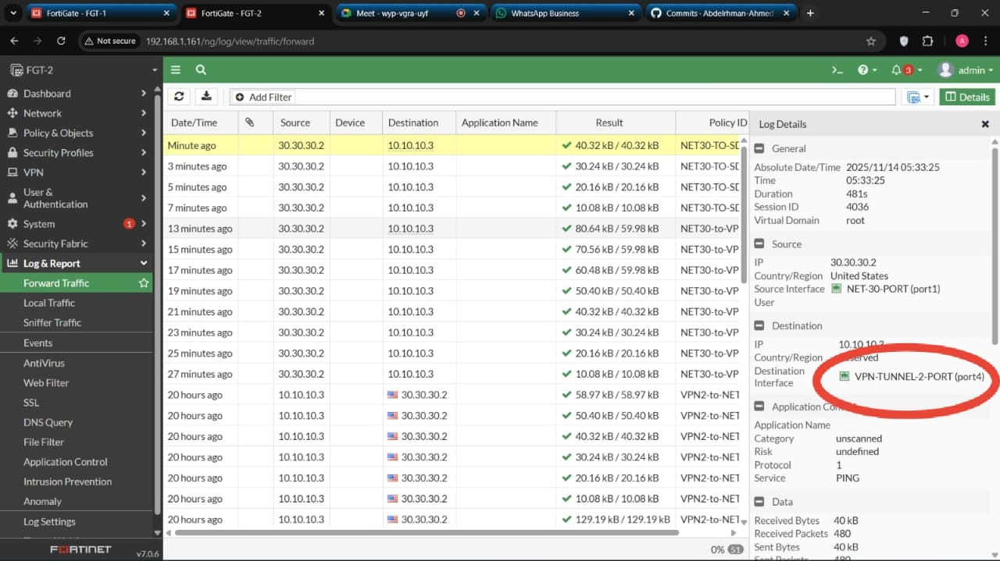 FortiGate - FGT-1
FortiGate - FGT-2
Meet - wyp-vgra-uyf
WhatsApp Business
Commits · Abdelrhman-Ahmed
Not secure
192.168.1.161/ng/log/view/traffic/forward
A
FGT-2
3
admin
Dashboard
Network
Policy & Objects
Security Profiles
VPN
User &
Authentication
System 1
Security Fabric
Log & Report
Forward Traffic
Local Traffic
Sniffer Traffic
Events
AntiVirus
Web Filter
SSL
DNS Query
File Filter
Application Control
Intrusion Prevention
Anomaly
Log Settings
FORTINET v7.0.6
Add Filter
Details
Date/Time Source Device Destination Application Name Result Policy ID
Minute ago 30.30.30.2 10.10.10.3 40.32 kB / 40.32 kB NET30-TO-SD
3 minutes ago 30.30.30.2 10.10.10.3 30.24 kB / 30.24 kB NET30-TO-SD
5 minutes ago 30.30.30.2 10.10.10.3 20.16 kB / 20.16 kB NET30-TO-SD
7 minutes ago 30.30.30.2 10.10.10.3 10.08 kB / 10.08 kB NET30-TO-SD
13 minutes ago 30.30.30.2 10.10.10.3 80.64 kB / 59.98 kB NET30-to-VP
15 minutes ago 30.30.30.2 10.10.10.3 70.56 kB / 59.98 kB NET30-to-VP
17 minutes ago 30.30.30.2 10.10.10.3 60.48 kB / 59.98 kB NET30-to-VP
19 minutes ago 30.30.30.2 10.10.10.3 50.40 kB / 50.40 kB NET30-to-VP
21 minutes ago 30.30.30.2 10.10.10.3 40.32 kB / 40.32 kB NET30-to-VP
23 minutes ago 30.30.30.2 10.10.10.3 30.24 kB / 30.24 kB NET30-to-VP
25 minutes ago 30.30.30.2 10.10.10.3 20.16 kB / 20.16 kB NET30-to-VP
27 minutes ago 30.30.30.2 10.10.10.3 10.08 kB / 10.08 kB NET30-to-VP
20 hours ago 10.10.10.3 30.30.30.2 58.97 kB / 58.97 kB VPN2-to-NET
20 hours ago 10.10.10.3 30.30.30.2 50.40 kB / 50.40 kB VPN2-to-NET
20 hours ago 10.10.10.3 30.30.30.2 40.32 kB / 40.32 kB VPN2-to-NET
20 hours ago 10.10.10.3 30.30.30.2 30.24 kB / 30.24 kB VPN2-to-NET
20 hours ago 10.10.10.3 30.30.30.2 20.16 kB / 20.16 kB VPN2-to-NET
20 hours ago 10.10.10.3 30.30.30.2 10.08 kB / 10.08 kB VPN2-to-NET
20 hours ago 10.10.10.3 30.30.30.2 129.19 kB / 129.19 kB VPN2-to-NET
0% 51
Log Details
General
Absolute Date/Time 2025/11/14 05:33:25
Time 05:33:25
Duration 481s
Session ID 4036
Virtual Domain root
Source
IP 30.30.30.2
Country/Region United States
Source Interface NET-30-PORT (port1)
User
Destination
IP 10.10.10.3
Country/Region Reserved
Destination
Interface VPN-TUNNEL-2-PORT (port4)
Application Control
Application Name
Category unscanned
Risk undefined
Protocol 1
Service PING
Data
Received Bytes 40 kB
Received Packets 480
Sent Bytes 40 kB
Sent Packets 480